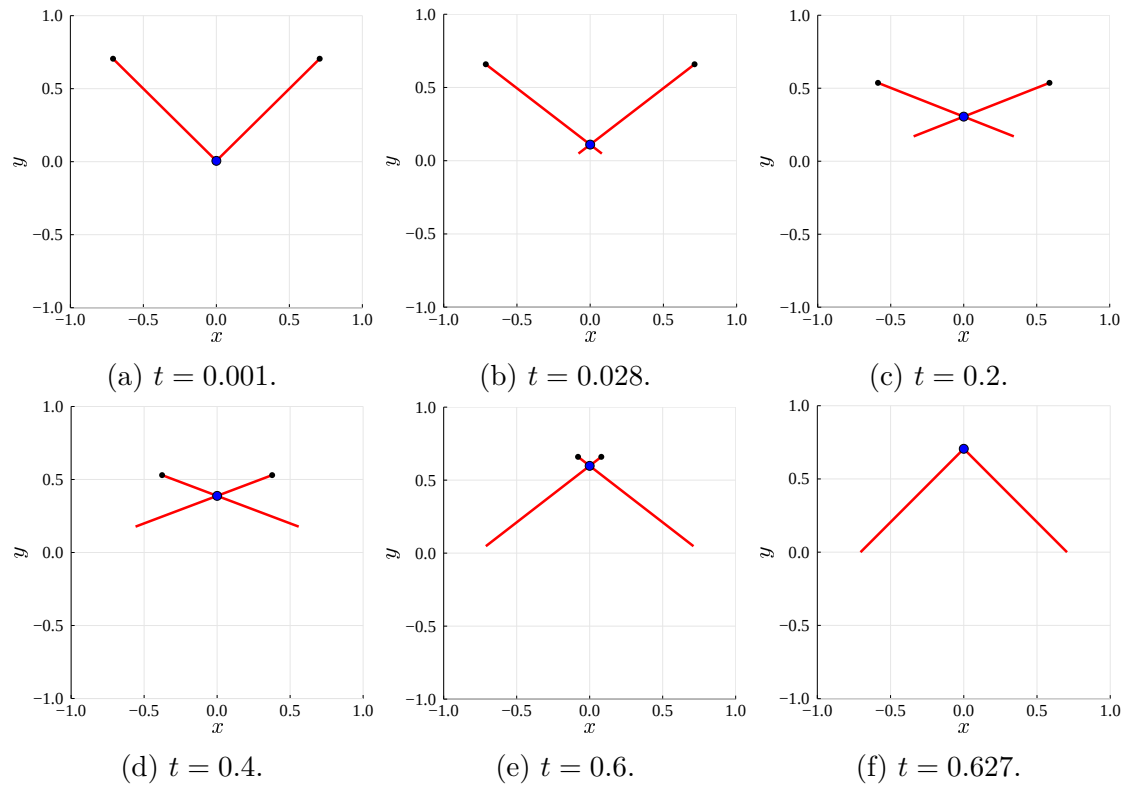 1.0 1.0 1.0
0.5 0.5 0.5
y 0.0 y 0.0 y 0.0
−0.5 −0.5 −0.5
−1.0 −1.0 −1.0
−1.0 −0.5 0.0 0.5 1.0 −1.0 −0.5 0.0 0.5 1.0 −1.0 −0.5 0.0 0.5 1.0
x x x
(a) t = 0.001. (b) t = 0.028. (c) t = 0.2.
1.0 1.0 1.0
0.5 0.5 0.5
y 0.0 y 0.0 y 0.0
−0.5 −0.5 −0.5
−1.0 −1.0 −1.0
−1.0 −0.5 0.0 0.5 1.0 −1.0 −0.5 0.0 0.5 1.0 −1.0 −0.5 0.0 0.5 1.0
x x x
(d) t = 0.4. (e) t = 0.6. (f) t = 0.627.